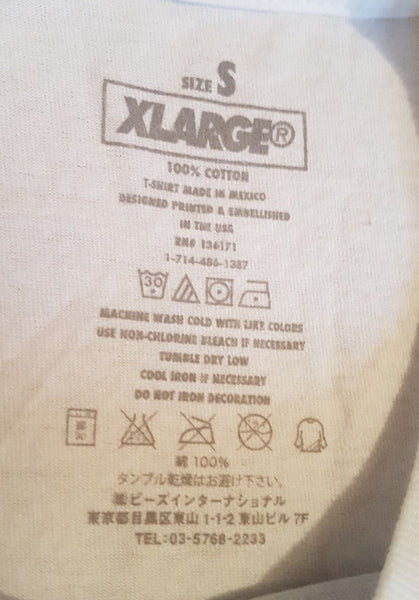 SIZE S
XLARGE®
100% COTTON
T-SHIRT MADE IN MEXICO
DESIGNED PRINTED & EMBELLISHED
IN THE USA
RN# 136171
1-714-486-1387
30
MACHINE WASH COLD WITH LIKE COLORS
USE NON-CHLORINE BLEACH IF NECESSARY
TUMBLE DRY LOW
COOL IRON IF NECESSARY
DO NOT IRON DECORATION
綿 100%
タンブル乾燥はお避け下さい。
㈱ビーズインターナショナル
東京都目黒区東山 1-1-2 東山ビル 7F
TEL: 03-5768-2233